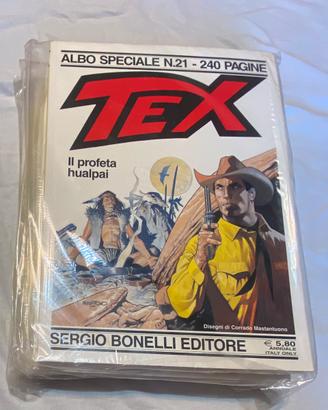 ALBO SPECIALE N.21 - 240 PAGINE
TEX
Il profeta
hualpai
Disegni di Corrado Mastantuono
SERGIO BONELLI EDITORE
€ 5,80
ANNUALE
ITALY ONLY